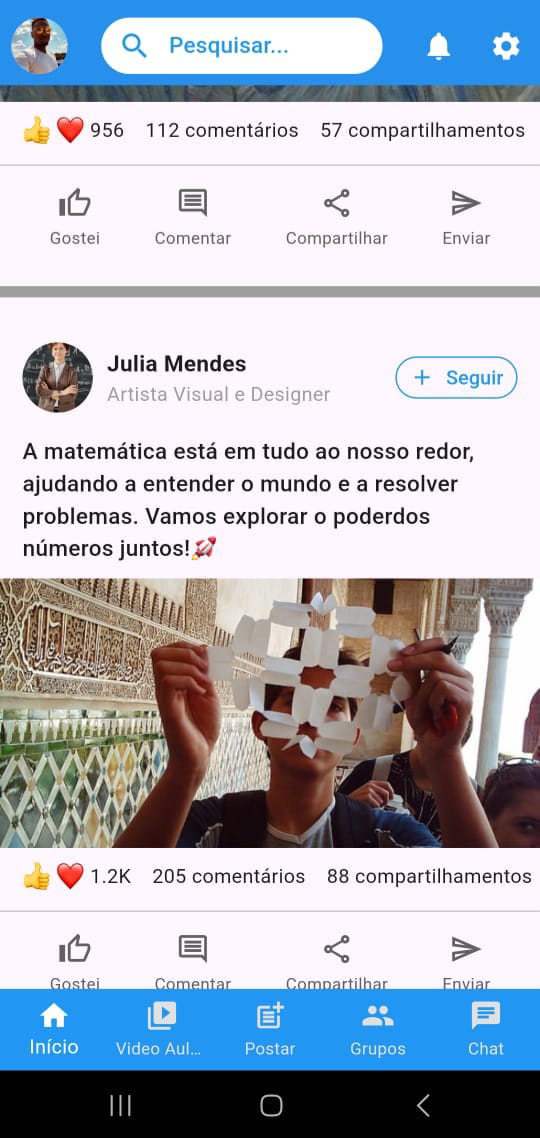 Pesquisar...
956 112 comentários 57 compartilhamentos
Gostei Comentar Compartilhar Enviar
Julia Mendes
Artista Visual e Designer
+ Seguir
A matemática está em tudo ao nosso redor,
ajudando a entender o mundo e a resolver
problemas. Vamos explorar o poderdos
números juntos!🚀
1.2K 205 comentários 88 compartilhamentos
Gostei Comentar Compartilhar Enviar
Início Video Aul... Postar Grupos Chat